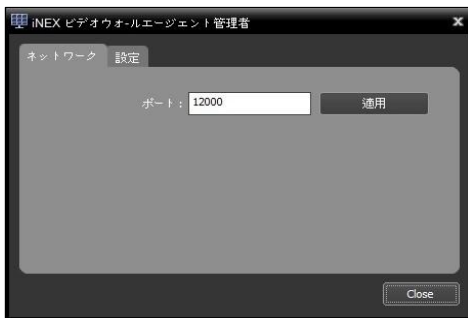 iNEX ビデオウォ-ルエージェント管理者
ネットワーク 設定
ポート : 12000 適用
Close